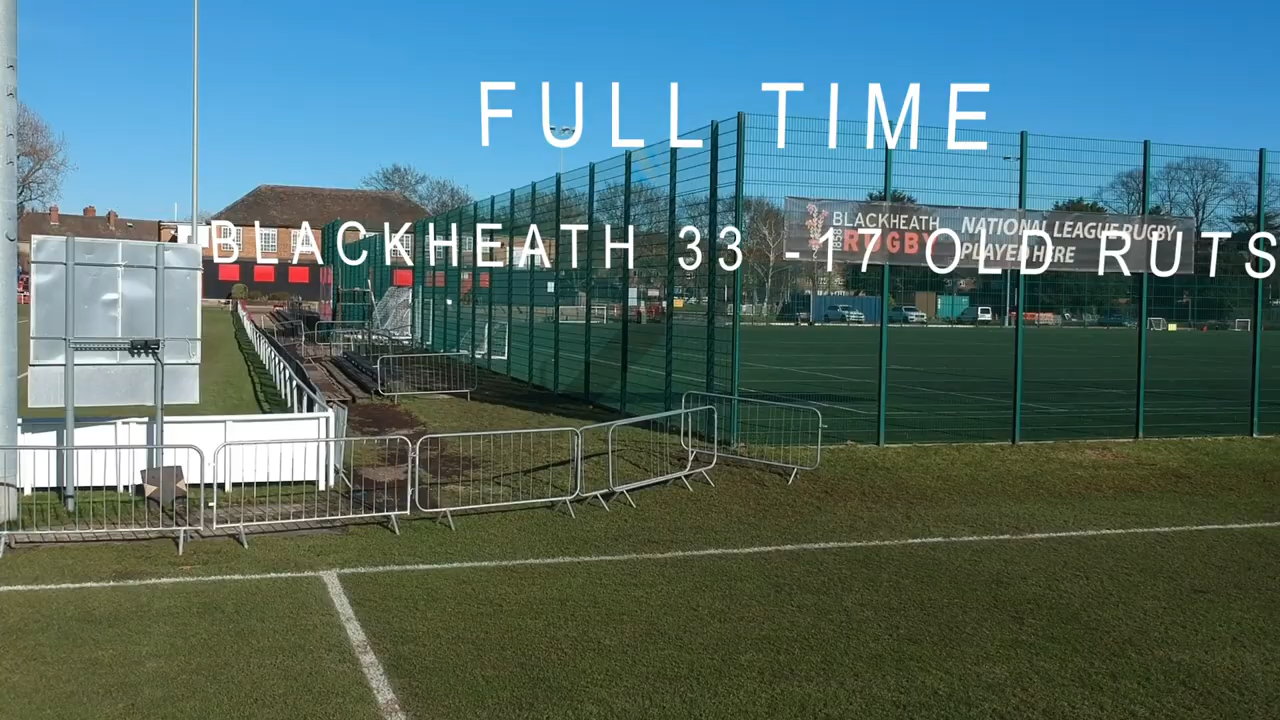 FULL TIME
BLACKHEATH 33 -17 OLD RUTS
BLACKHEATH
RUGBY
NATIONAL LEAGUE RUGBY
PLAYED HERE